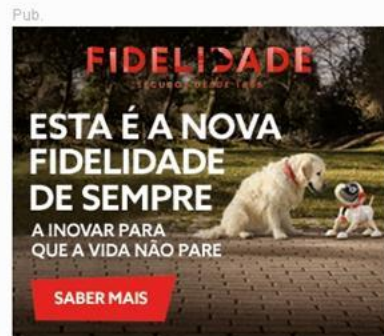 Pub.
FIDELIDADE
SEGUROS DESDE 1808
ESTA É A NOVA
FIDELIDADE
DE SEMPRE
A INOVAR PARA
QUE A VIDA NÃO PARE
SABER MAIS